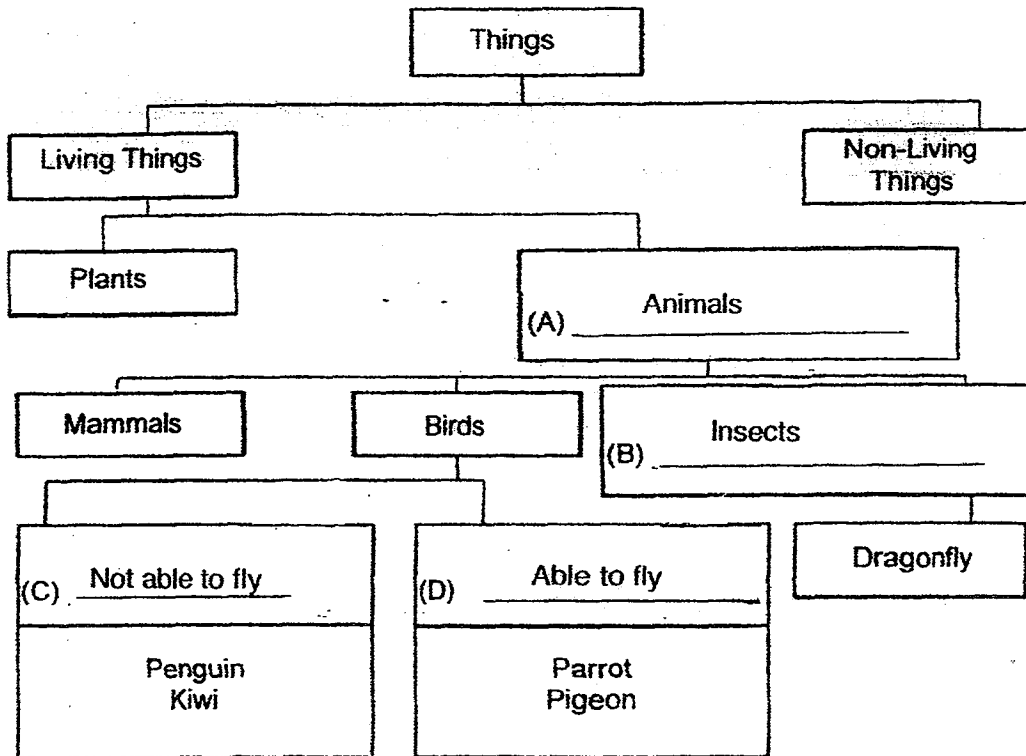 Things
Living Things
Non-Living
Things
Plants
Animals
(A)
Mammals
Birds
Insects
(B)
Not able to fly
(C)
Able to fly
(D)
Dragonfly
Penguin
Kiwi
Parrot
Pigeon